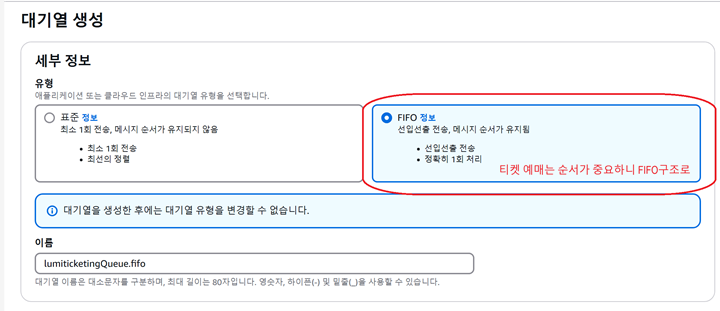 대기열 생성
세부 정보
유형
애플리케이션 또는 클라우드 인프라의 대기열 유형을 선택합니다.
표준 정보
최소 1회 전송, 메시지 순서가 유지되지 않음
• 최소 1회 전송
• 최선의 정렬
FIFO 정보
선입선출 전송, 메시지 순서가 유지됨
• 선입선출 전송
• 정확히 1회 처리
티켓 예매는 순서가 중요하니 FIFO구조로
대기열을 생성한 후에는 대기열 유형을 변경할 수 없습니다.
이름
lumiticketingQueue.fifo
대기열 이름은 대소문자를 구분하며, 최대 길이는 80자입니다. 영숫자, 하이픈(-) 및 밑줄(_)을 사용할 수 있습니다.